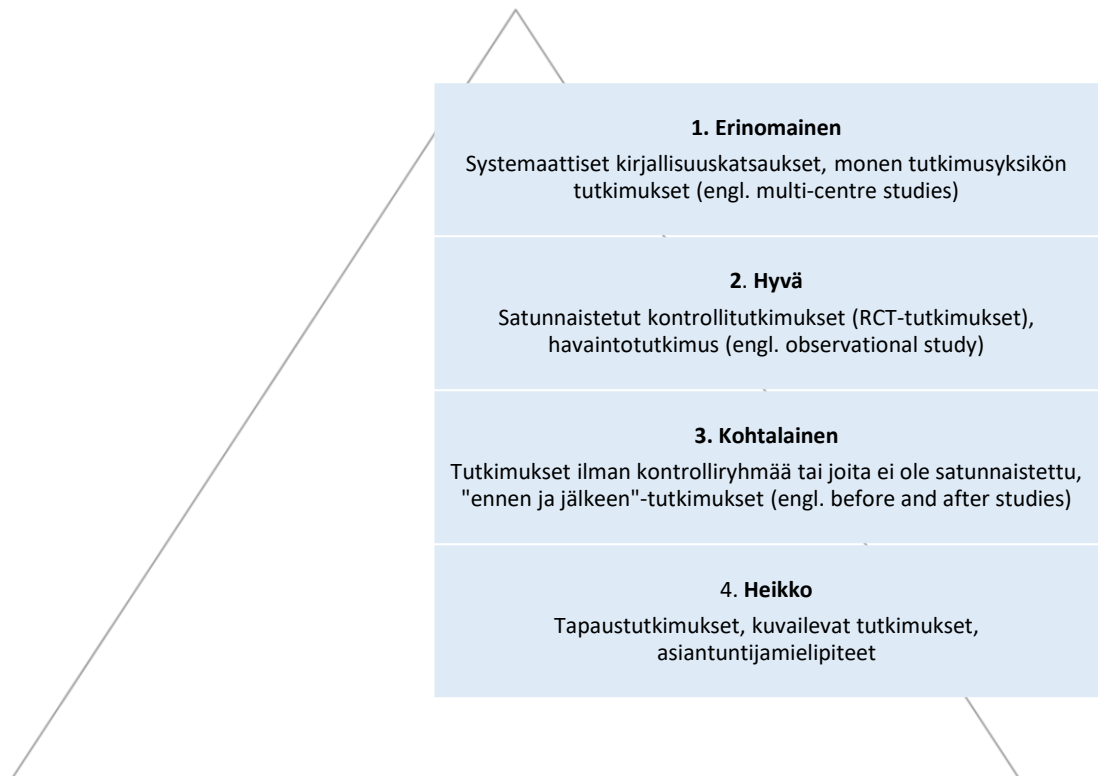 1. Erinomainen
Systemaattiset kirjallisuuskatsaukset, monen tutkimusyksikön
tutkimukset (engl. multi-centre studies)
2. Hyvä
Satunnaistetut kontrollitutkimukset (RCT-tutkimukset),
havaintotutkimus (engl. observational study)
3. Kohtalainen
Tutkimukset ilman kontrolliryhmää tai joita ei ole satunnaistettu,
"ennen ja jälkeen"-tutkimukset (engl. before and after studies)
4. Heikko
Tapaustutkimukset, kuvailevat tutkimukset,
asiantuntijamielipiteet